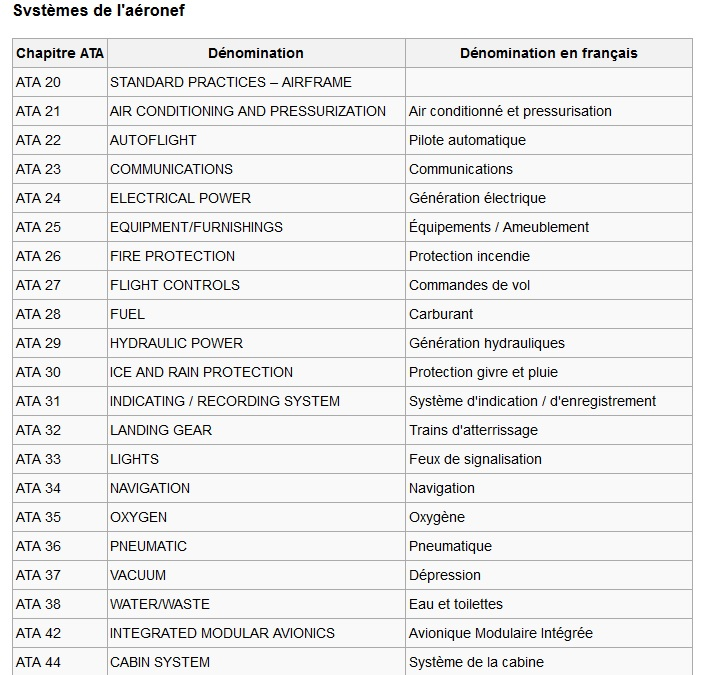 Systèmes de l'aéronef
Chapitre ATA Dénomination Dénomination en français
ATA 20 STANDARD PRACTICES – AIRFRAME
ATA 21 AIR CONDITIONING AND PRESSURIZATION Air conditionné et pressurisation
ATA 22 AUTOFLIGHT Pilote automatique
ATA 23 COMMUNICATIONS Communications
ATA 24 ELECTRICAL POWER Génération électrique
ATA 25 EQUIPMENT/FURNISHINGS Équipements / Ameublement
ATA 26 FIRE PROTECTION Protection incendie
ATA 27 FLIGHT CONTROLS Commandes de vol
ATA 28 FUEL Carburant
ATA 29 HYDRAULIC POWER Génération hydrauliques
ATA 30 ICE AND RAIN PROTECTION Protection givre et pluie
ATA 31 INDICATING / RECORDING SYSTEM Système d'indication / d'enregistrement
ATA 32 LANDING GEAR Trains d'atterrissage
ATA 33 LIGHTS Feux de signalisation
ATA 34 NAVIGATION Navigation
ATA 35 OXYGEN Oxygène
ATA 36 PNEUMATIC Pneumatique
ATA 37 VACUUM Dépression
ATA 38 WATER/WASTE Eau et toilettes
ATA 42 INTEGRATED MODULAR AVIONICS Avionique Modulaire Intégrée
ATA 44 CABIN SYSTEM Système de la cabine